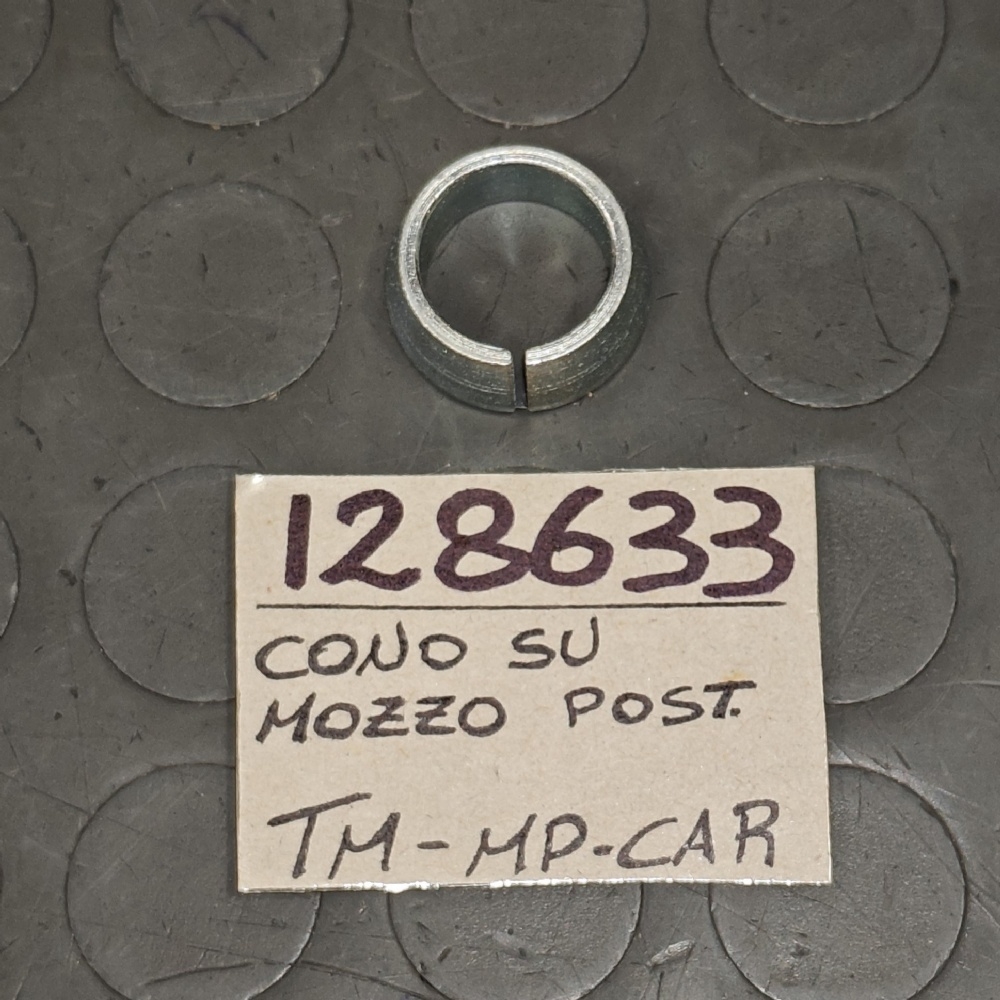 128633
CONO SU
MOZZO POST.
TM-MP-CAR